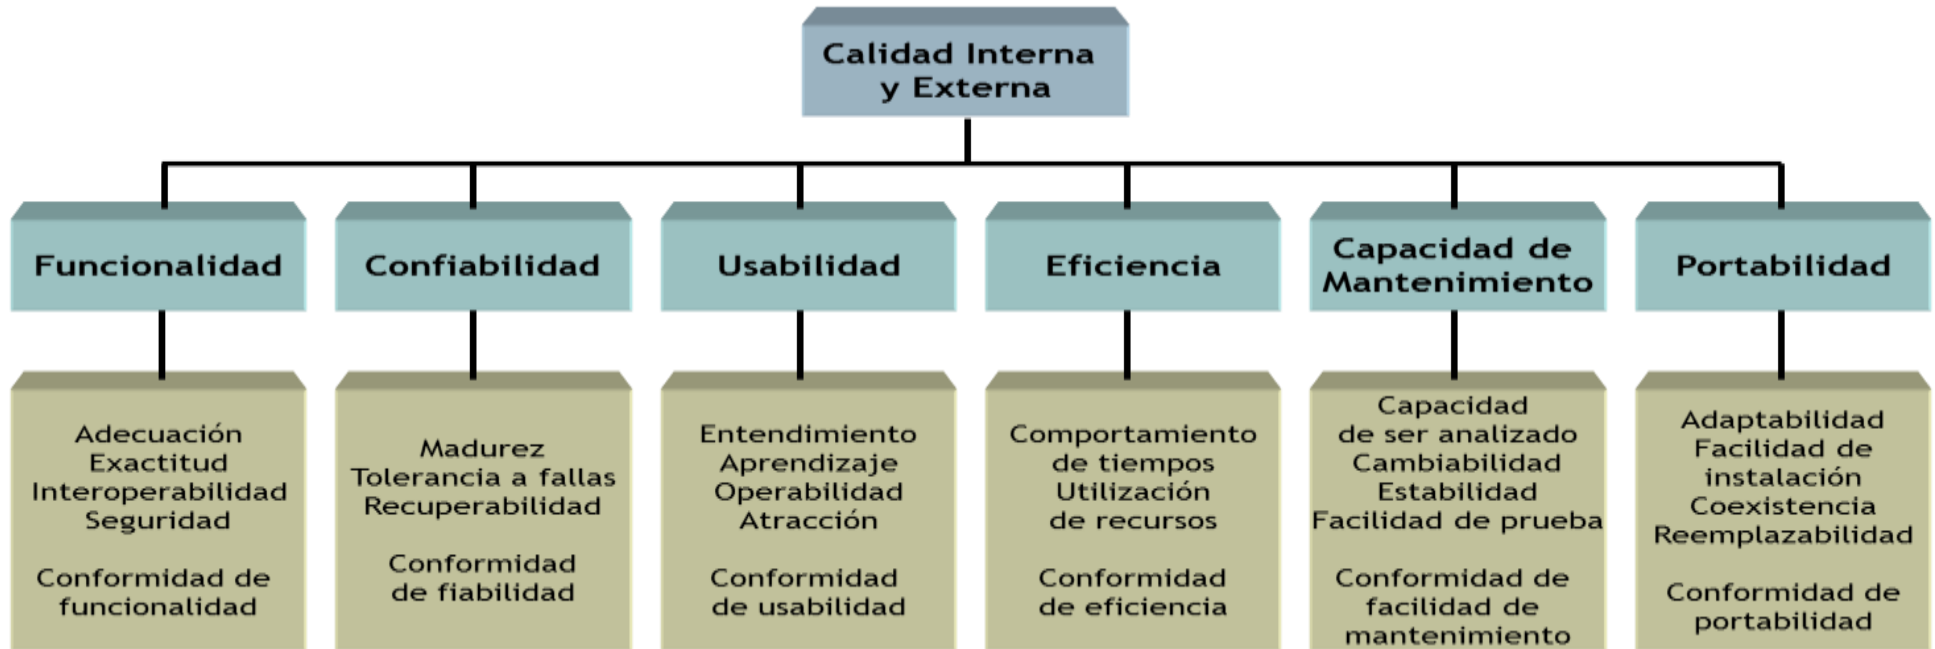 Calidad Interna
y Externa
Funcionalidad
Confiabilidad
Usabilidad
Eficiencia
Capacidad de
Mantenimiento
Portabilidad
Adecuación
Exactitud
Interoperabilidad
Seguridad
Conformidad de
funcionalidad
Madurez
Tolerancia a fallas
Recuperabilidad
Conformidad
de fiabilidad
Entendimiento
Aprendizaje
Operabilidad
Atracción
Conformidad
de usabilidad
Comportamiento
de tiempos
Utilización
de recursos
Conformidad
de eficiencia
Capacidad
de ser analizado
Cambiabilidad
Estabilidad
Facilidad de prueba
Conformidad de
facilidad de
mantenimiento
Adaptabilidad
Facilidad de
instalación
Coexistencia
Reemplazabilidad
Conformidad de
portabilidad